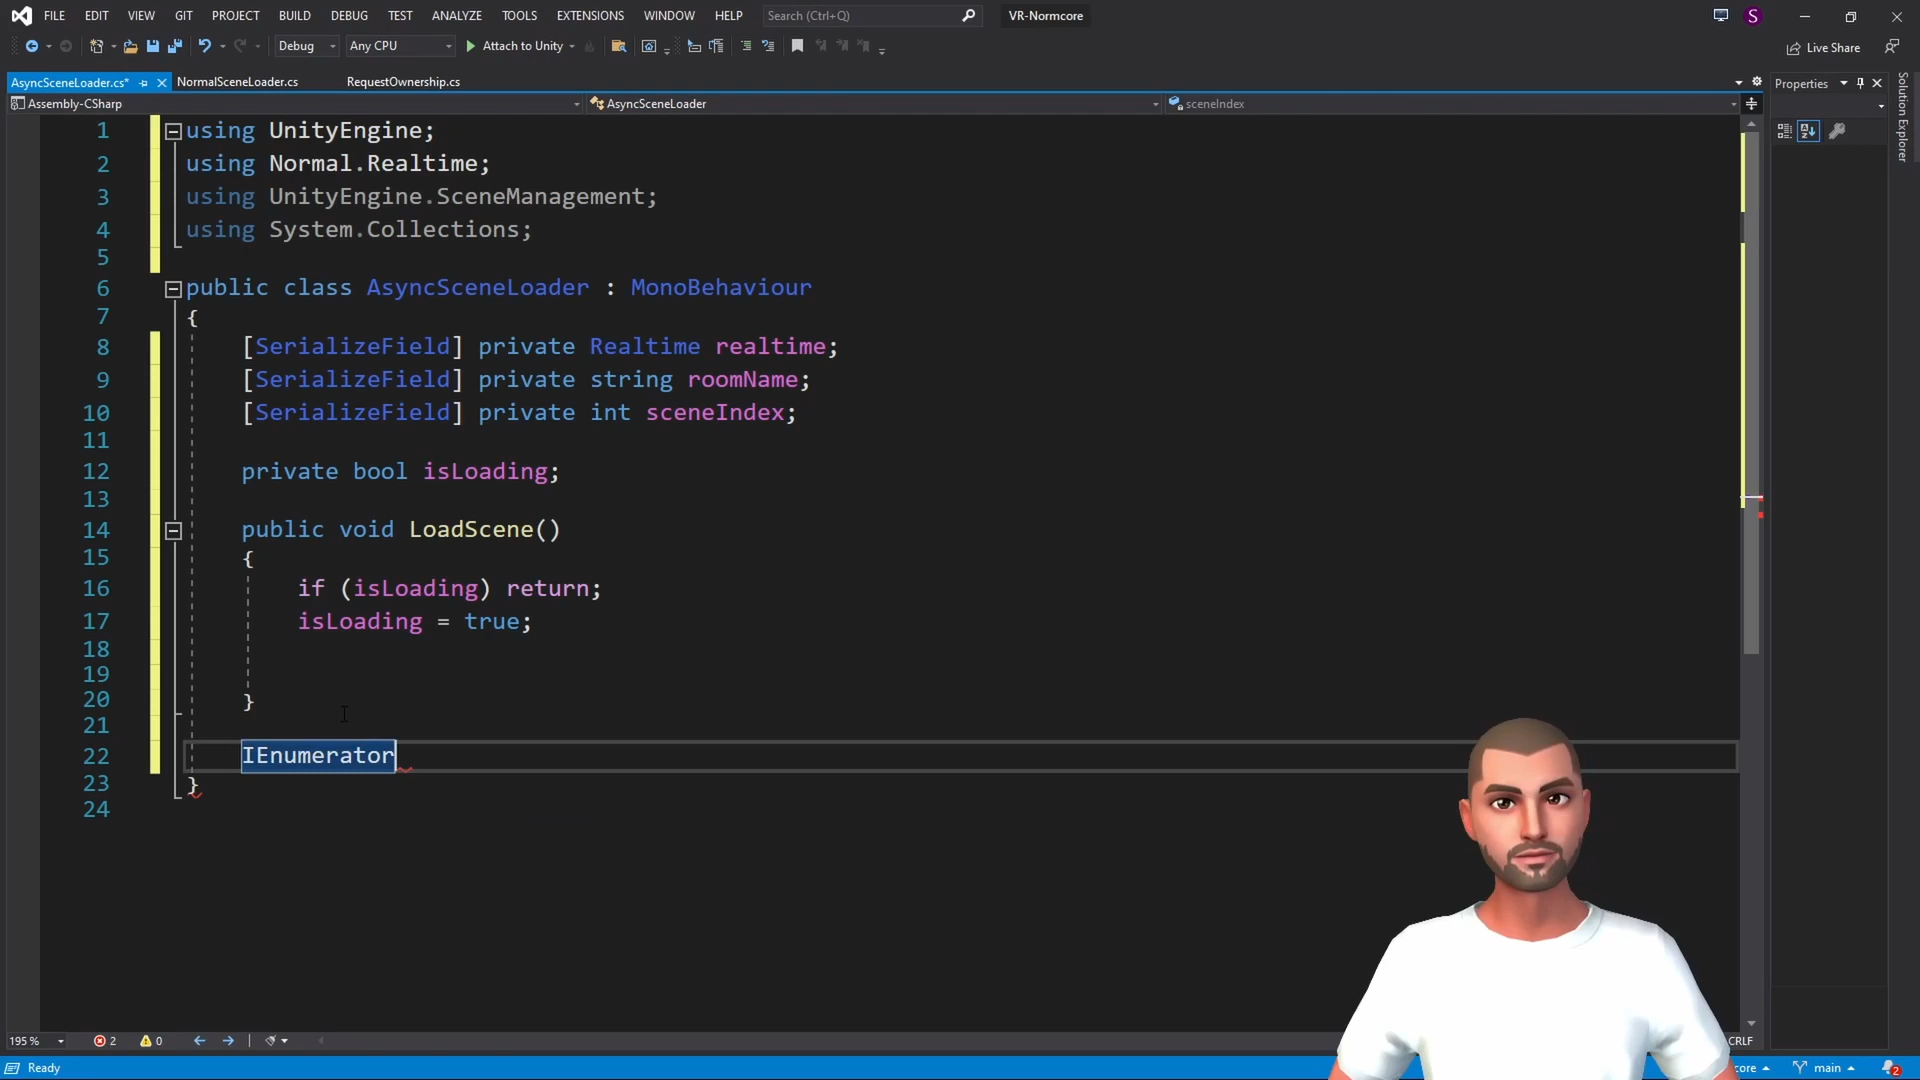 FILE EDIT VIEW GIT PROJECT BUILD DEBUG TEST ANALYZE TOOLS EXTENSIONS WINDOW HELP Search (Ctrl+Q) VR-Normcore S
Debug Any CPU Attach to Unity Live Share
AsyncSceneLoader.cs* NormalSceneLoader.cs RequestOwnership.cs Properties
Assembly-CSharp AsyncSceneLoader sceneIndex
Solution Explorer
1 using UnityEngine;
2 using Normal.Realtime;
3 using UnityEngine.SceneManagement;
4 using System.Collections;
5
6 public class AsyncSceneLoader : MonoBehaviour
7 {
8 [SerializeField] private Realtime realtime;
9 [SerializeField] private string roomName;
10 [SerializeField] private int sceneIndex;
11
12 private bool isLoading;
13
14 public void LoadScene()
15 {
16 if (isLoading) return;
17 isLoading = true;
18
19
20 }
21
22 IEnumerator
23 }
24
195 % 2 0 CRLF
Ready core main 2